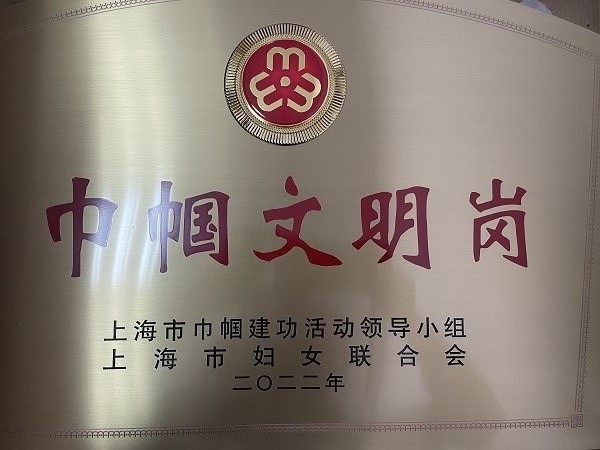 巾帼文明岗
上海市巾帼建功活动领导小组
上海市妇女联合会
二〇二二年